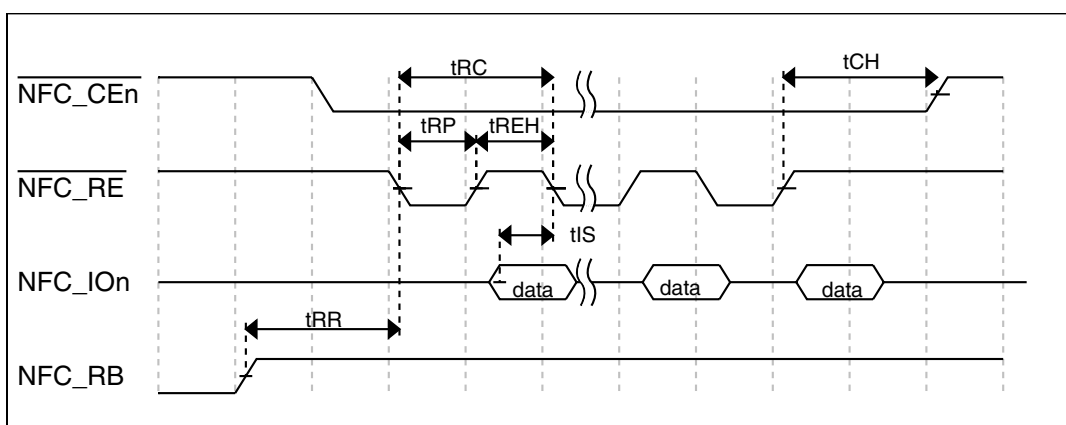 tRC
tCH
NFC_CEn
tRP
tREH
NFC_RE
tIS
NFC_IOn
data
data
data
tRR
NFC_RB